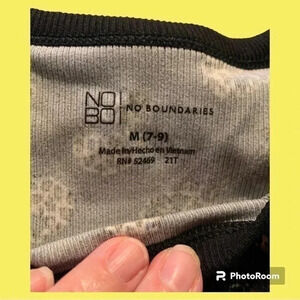 NO
BO
NO BOUNDARIES
M (7-9)
Made in/Hecho en Vietnam
RN# 52469 21T
PhotoRoom